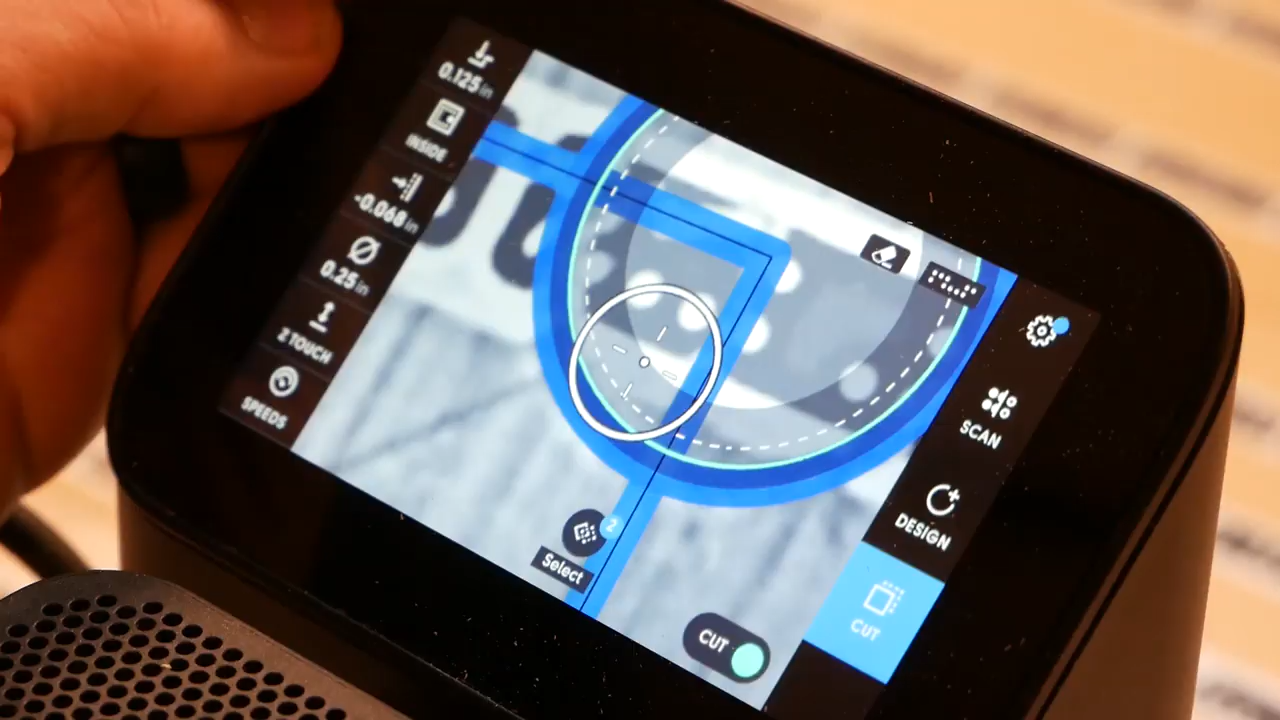 0.125 in
INSIDE
-0.068 in
0.25 in
Z TOUCH
SPEEDS
SCAN
DESIGN
CUT
2
Select
CUT